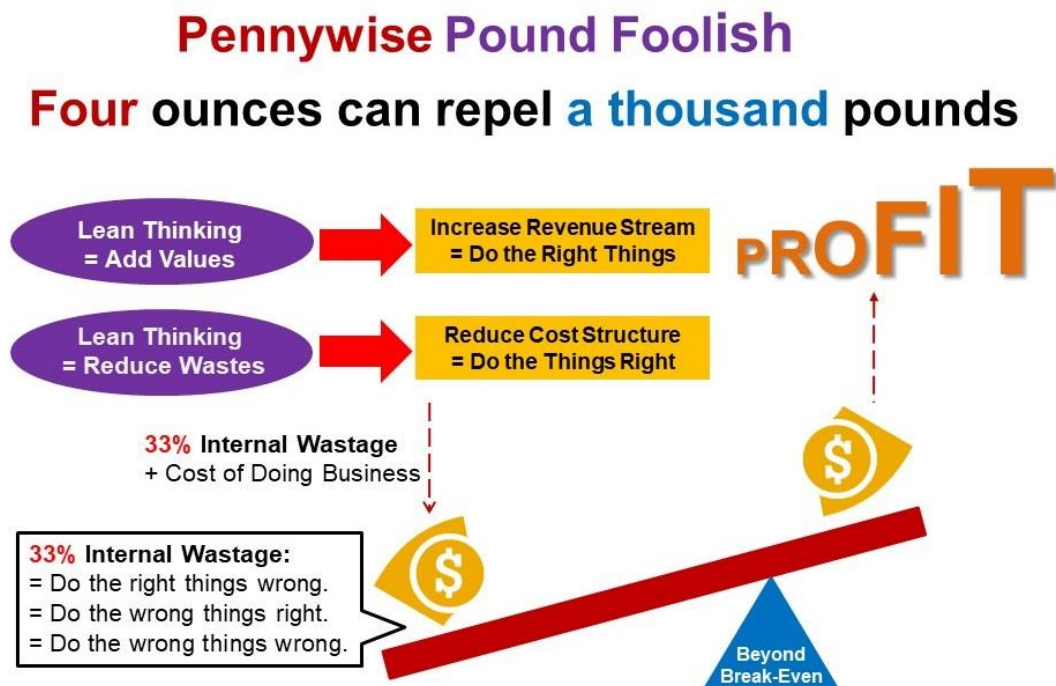 Pennywise Pound Foolish
Four ounces can repel a thousand pounds
Lean Thinking
= Add Values
Increase Revenue Stream
= Do the Right Things
PROFIT
Lean Thinking
= Reduce Wastes
Reduce Cost Structure
= Do the Things Right
33% Internal Wastage
+ Cost of Doing Business
$
$
33% Internal Wastage:
= Do the right things wrong.
= Do the wrong things right.
= Do the wrong things wrong.
Beyond
Break-Even